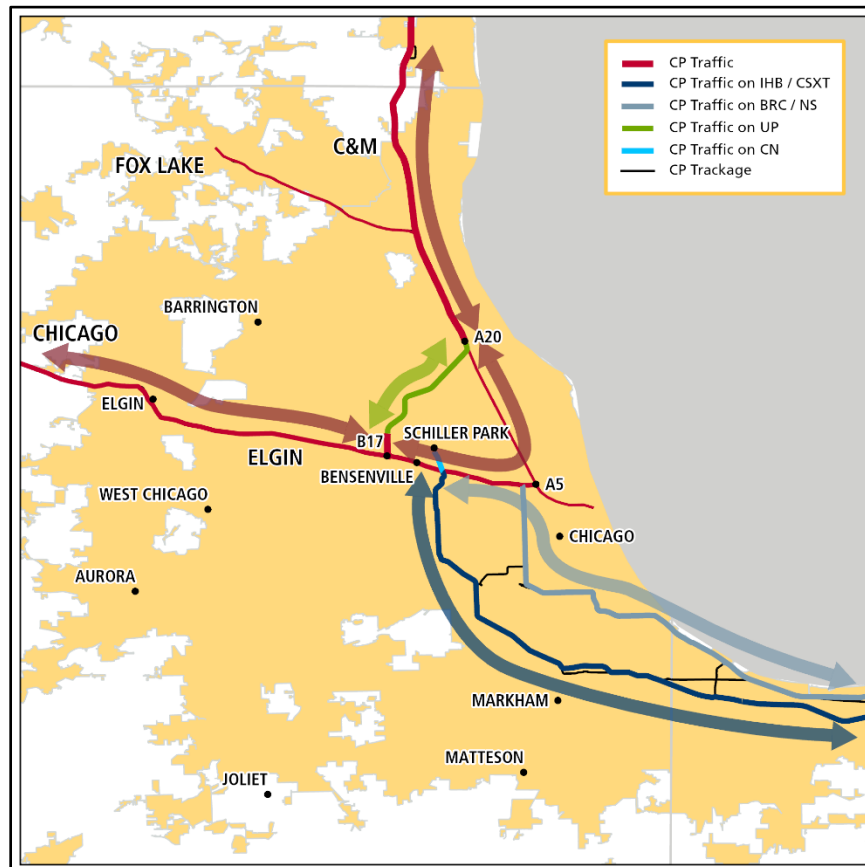 CP Traffic
CP Traffic on IHB / CSXT
CP Traffic on BRC / NS
CP Traffic on UP
CP Traffic on CN
CP Trackage
C&M
FOX LAKE
BARRINGTON
CHICAGO
A20
ELGIN
B17
SCHILLER PARK
ELGIN
BENSENVILLE
A5
WEST CHICAGO
CHICAGO
AURORA
MARKHAM
MATTESON
JOLIET